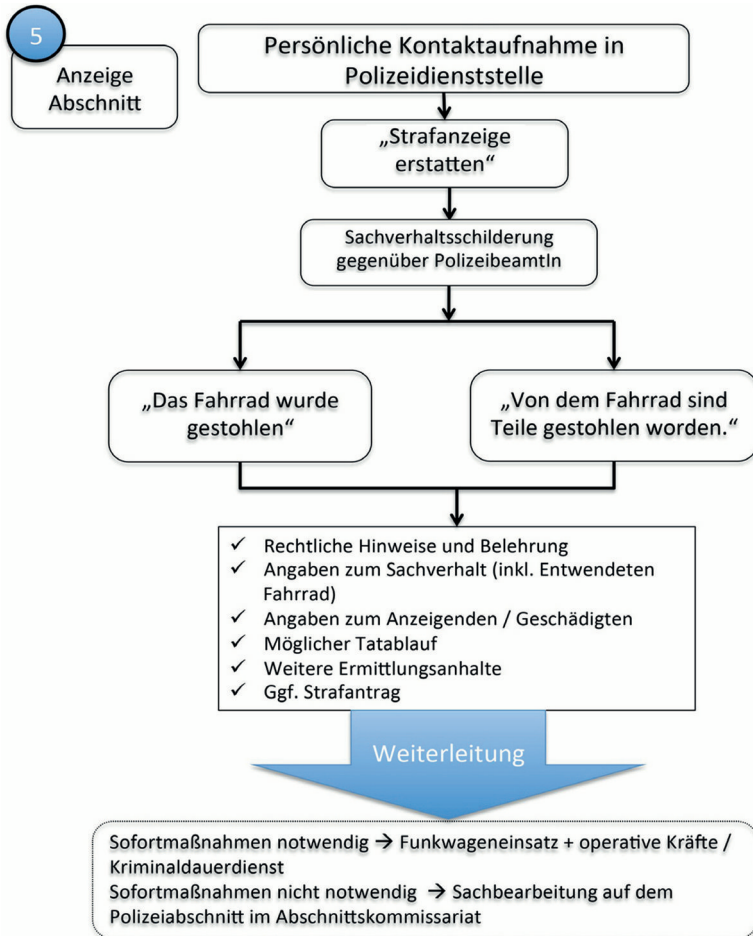 5
Anzeige
Abschnitt
Persönliche Kontaktaufnahme in
Polizeidienststelle
„Strafanzeige
erstatten“
Sachverhaltsschilderung
gegenüber PolizeibeamtIn
„Das Fahrrad wurde
gestohlen“
„Von dem Fahrrad sind
Teile gestohlen worden.“
✓ Rechtliche Hinweise und Belehrung
✓ Angaben zum Sachverhalt (inkl. Entwendeten
Fahrrad)
✓ Angaben zum Anzeigenden / Geschädigten
✓ Möglicher Tatablauf
✓ Weitere Ermittlungsanhalte
✓ Ggf. Strafantrag
Weiterleitung
Sofortmaßnahmen notwendig → Funkwageneinsatz + operative Kräfte /
Kriminaldauerdienst
Sofortmaßnahmen nicht notwendig → Sachbearbeitung auf dem
Polizeiabschnitt im Abschnittskommissariat